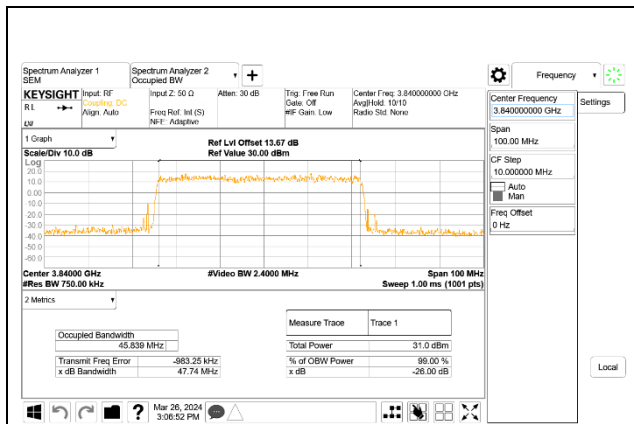 Spectrum Analyzer 1
SEM
Spectrum Analyzer 2
Occupied BW
Frequency
KEYSIGHT
Input: RF
Coupling: DC
Align: Auto
Input Z: 50 Ω
Freq Ref: Int (S)
NFE: Adaptive
Atten: 30 dB
Trig: Free Run
Gate: Off
#IF Gain: Low
Center Freq: 3.840000000 GHz
Avg|Hold: 10/10
Radio Std: None
RL
Center Frequency
3.840000000 GHz
Settings
Span
100.00 MHz
CF Step
10.000000 MHz
Auto
Man
Freq Offset
0 Hz
1 Graph
Scale/Div 10.0 dB
Ref Lvl Offset 13.67 dB
Ref Value 30.00 dBm
Log
20.0
10.0
0.00
-10.0
-20.0
-30.0
-40.0
-50.0
-60.0
Center 3.84000 GHz
#Video BW 2.4000 MHz
Span 100 MHz
#Res BW 750.00 kHz
Sweep 1.00 ms (1001 pts)
2 Metrics
Measure Trace
Trace 1
Occupied Bandwidth
45.839 MHz
Total Power
31.0 dBm
Transmit Freq Error
-983.25 kHz
% of OBW Power
99.00 %
x dB Bandwidth
47.74 MHz
x dB
-26.00 dB
Local
?
Mar 26, 2024
3:06:52 PM